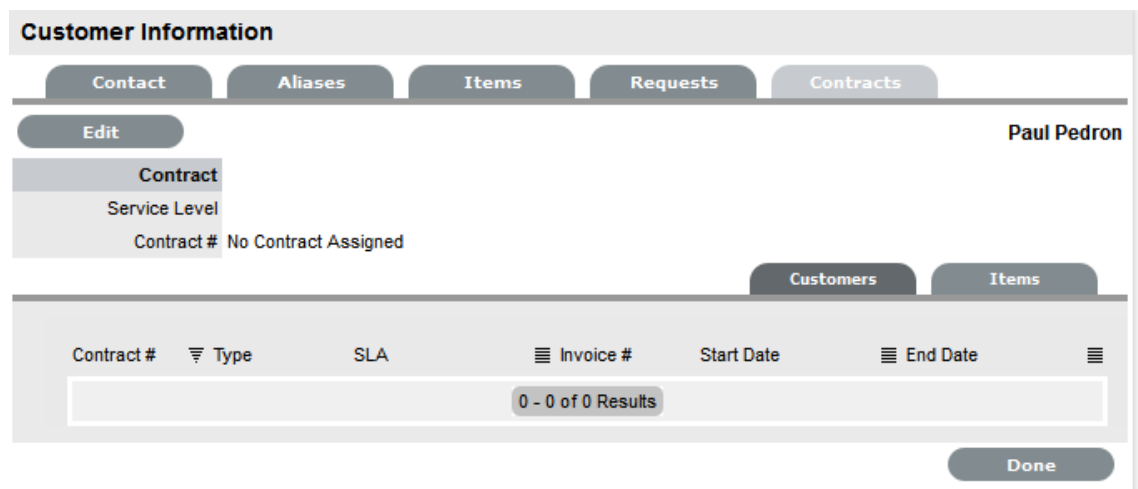 Customer Information
Contact Aliases Items Requests Contracts
Edit Paul Pedron
Contract
Service Level
Contract # No Contract Assigned
Customers Items
Contract # Type SLA Invoice # Start Date End Date
0 - 0 of 0 Results
Done